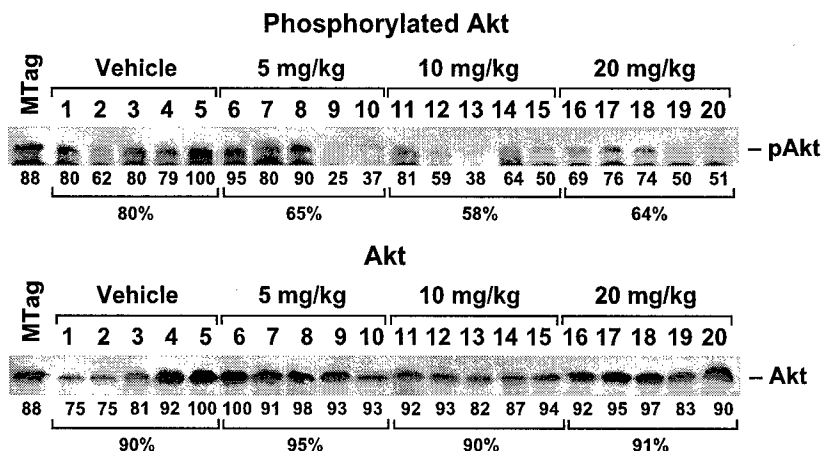 Phosphorylated Akt
MTag Vehicle 5 mg/kg 10 mg/kg 20 mg/kg
1 2 3 4 5 6 7 8 9 10 11 12 13 14 15 16 17 18 19 20
– pAkt
88 80 62 80 79 100 95 80 90 25 37 81 59 38 64 50 69 76 74 50 51
80% 65% 58% 64%
Akt
MTag Vehicle 5 mg/kg 10 mg/kg 20 mg/kg
1 2 3 4 5 6 7 8 9 10 11 12 13 14 15 16 17 18 19 20
– Akt
88 75 75 81 92 100 100 91 98 93 93 92 93 82 87 94 92 95 97 83 90
90% 95% 90% 91%